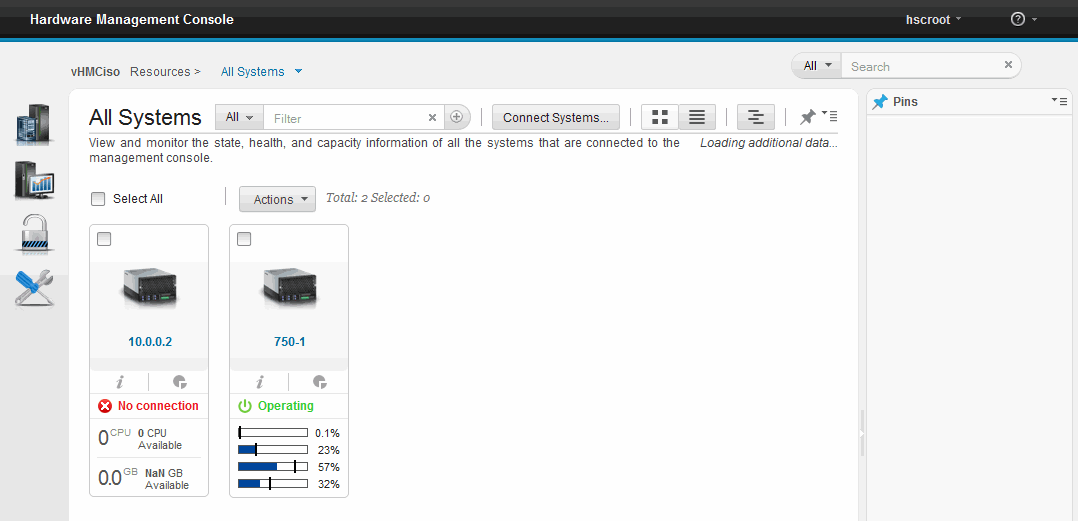 Hardware Management Console
hscroot
?
vHMCiso Resources > All Systems
All Search
All Systems All Filter Connect Systems...
Pins
View and monitor the state, health, and capacity information of all the systems that are connected to the
management console.
Loading additional data...
Select All Actions Total: 2 Selected: 0
10.0.0.2
i
No connection
0 CPU 0 CPU
Available
0.0 GB NaN GB
Available
750-1
i
Operating
0.1%
23%
57%
32%